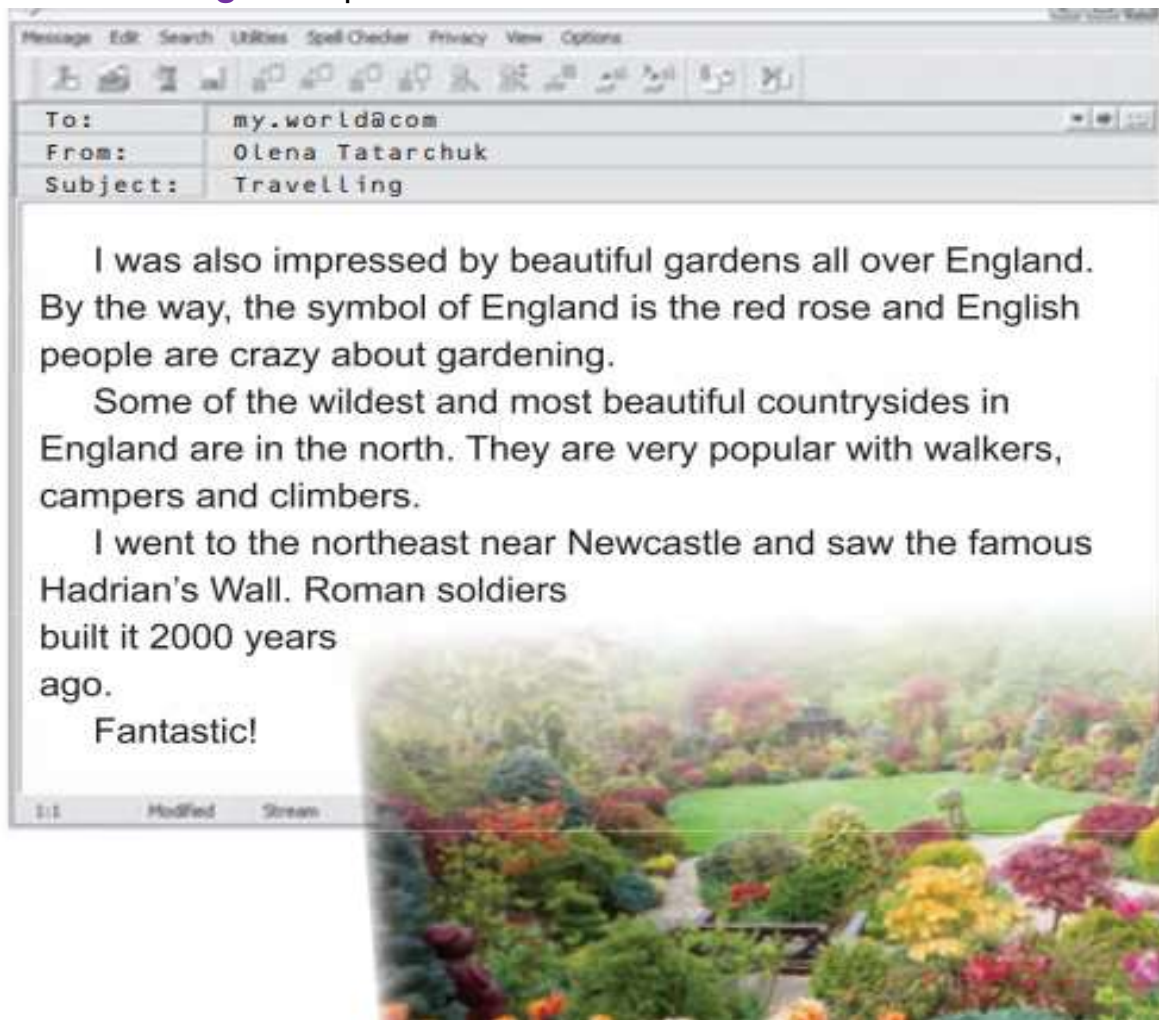 Message Edit Search Utilities Spell Checker Privacy View Options
To: my.world@com
From: Olena Tatarchuk
Subject: Travelling
I was also impressed by beautiful gardens all over England.
By the way, the symbol of England is the red rose and English
people are crazy about gardening.
Some of the wildest and most beautiful countrysides in
England are in the north. They are very popular with walkers,
campers and climbers.
I went to the northeast near Newcastle and saw the famous
Hadrian's Wall. Roman soldiers
built it 2000 years
ago.
Fantastic!
1:1 Modified Stream